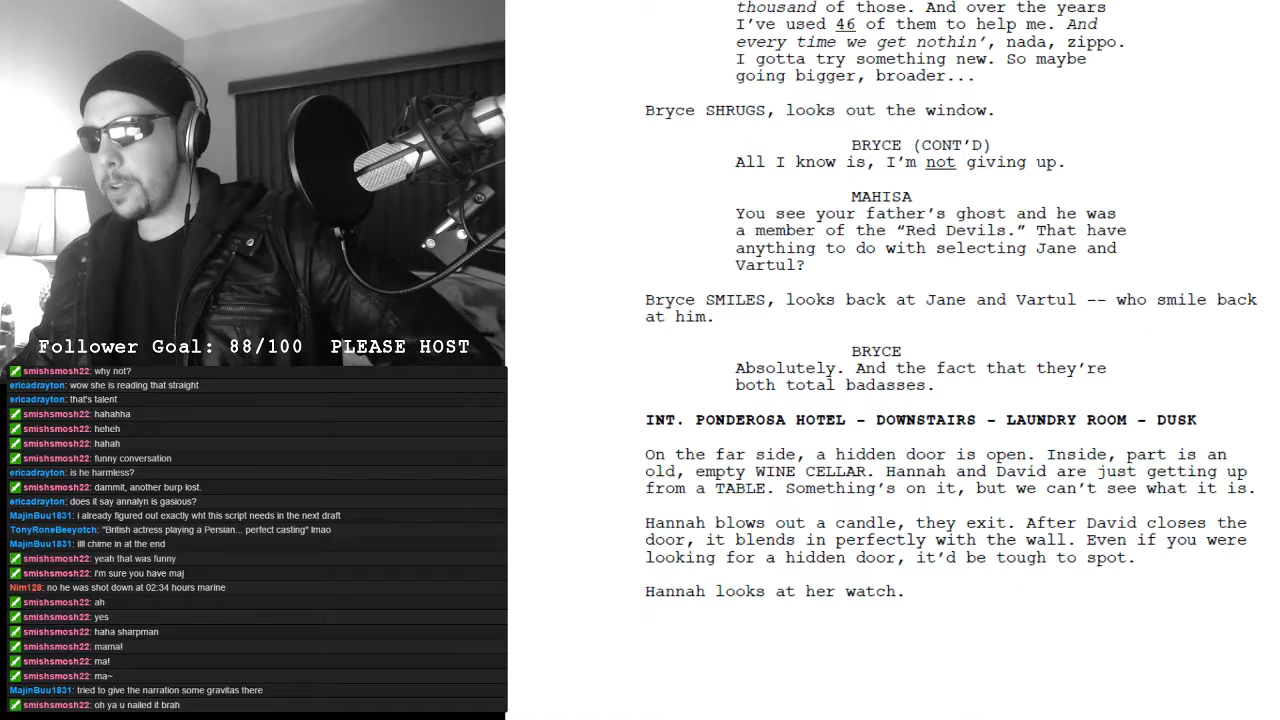 thousand of those. And over the years
I've used 46 of them to help me. And
every time we get nothin', nada, zippo.
I gotta try something new. So maybe
going bigger, broader...
Bryce SHRUGS, looks out the window.
BRYCE (CONT'D)
All I know is, I'm not giving up.
MAHISA
You see your father's ghost and he was
a member of the “Red Devils.” That have
anything to do with selecting Jane and
Vartul?
Bryce SMILES, looks back at Jane and Vartul -- who smile back
at him.
BRYCE
Absolutely. And the fact that they're
both total badasses.
INT. PONDEROSA HOTEL – DOWNSTAIRS – LAUNDRY ROOM – DUSK
On the far side, a hidden door is open. Inside, part is an
old, empty WINE CELLAR. Hannah and David are just getting up
from a TABLE. Something's on it, but we can't see what it is.
Hannah blows out a candle, they exit. After David closes the
door, it blends in perfectly with the wall. Even if you were
looking for a hidden door, it'd be tough to spot.
Hannah looks at her watch.
Follower Goal: 88/100 PLEASE HOST
smishsmosh22: why not?
ericadrayton: wow she is reading that straight
ericadrayton: that's talent
smishsmosh22: hahahha
smishsmosh22: heheh
smishsmosh22: hahah
smishsmosh22: funny conversation
ericadrayton: is he harmless?
smishsmosh22: dammit, another burp lost.
ericadrayton: does it say annalyn is gasious?
MajinBuu1831: i already figured out exactly wht this script needs in the next draft
TonyRoneBeeyotch: "British actress playing a Persian... perfect casting" lmao
MajinBuu1831: illl chime in at the end
smishsmosh22: yeah that was funny
smishsmosh22: i'm sure you have maj
Nim128: no he was shot down at 02:34 hours marine
smishsmosh22: ah
smishsmosh22: yes
smishsmosh22: haha sharpman
smishsmosh22: mama!
smishsmosh22: ma!
smishsmosh22: ma~
MajinBuu1831: tried to give the narration some gravitas there
smishsmosh22: oh ya u nailed it brah